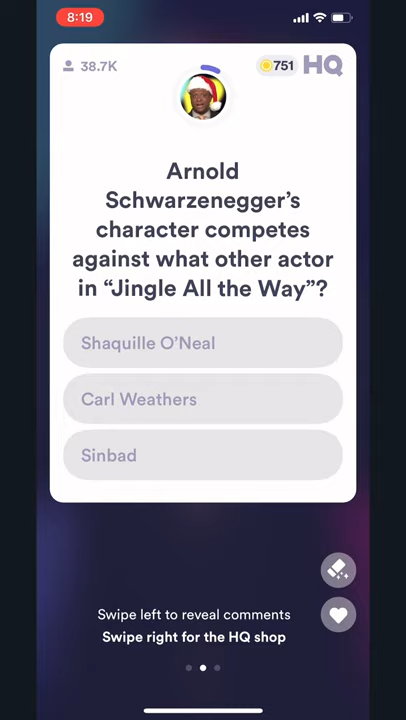 8:19
38.7K
751 HQ
Arnold
Schwarzenegger’s
character competes
against what other actor
in “Jingle All the Way”?
Shaquille O’Neal
Carl Weathers
Sinbad
Swipe left to reveal comments
Swipe right for the HQ shop